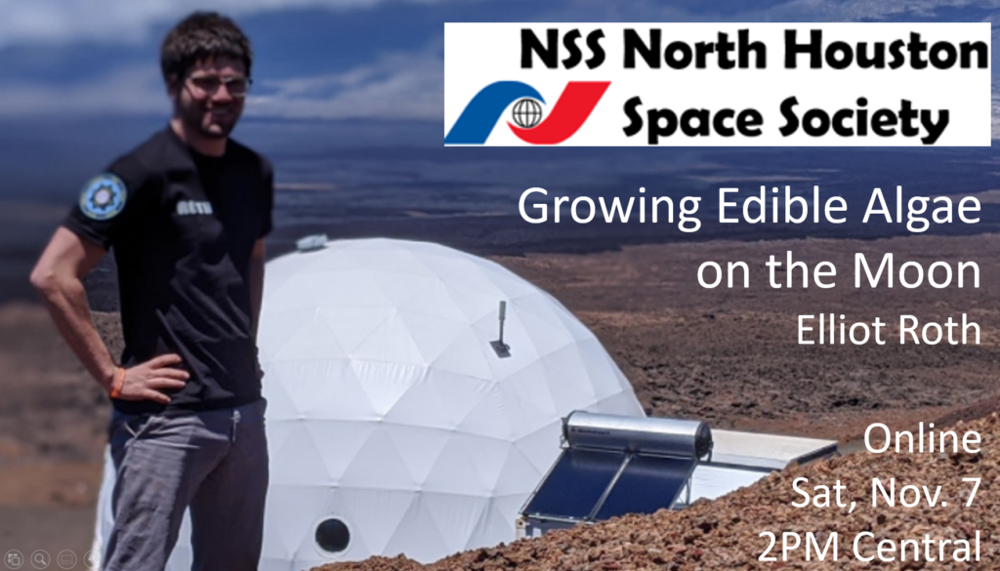 NSS North Houston
Space Society
Growing Edible Algae
on the Moon
Elliot Roth
Online
Sat, Nov. 7
2PM Central